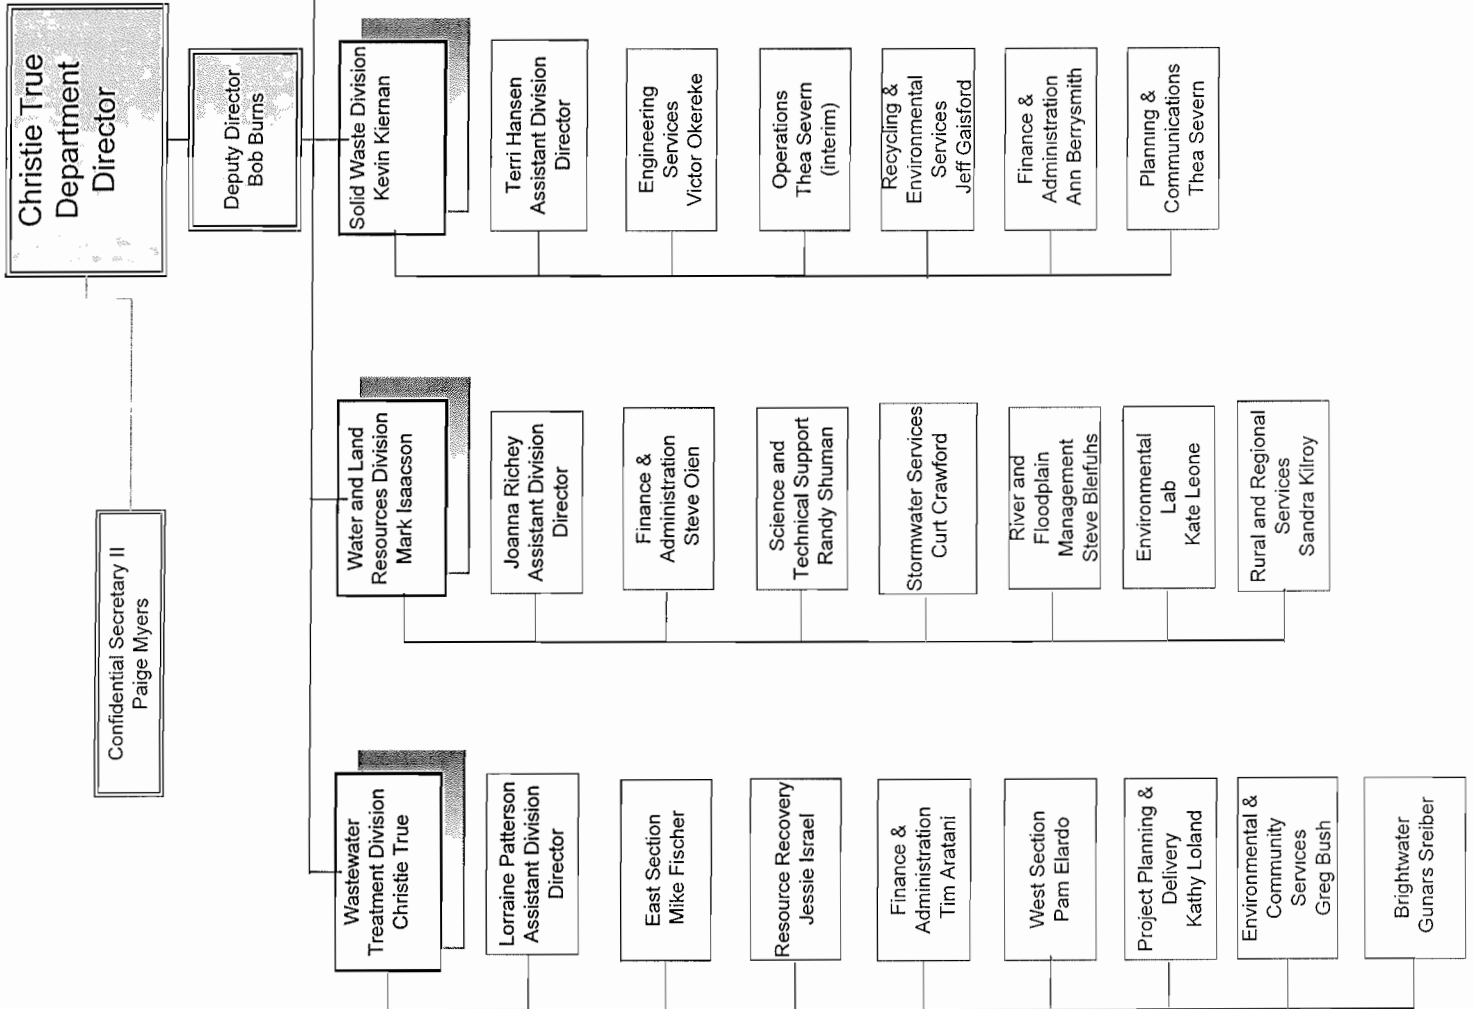 Christie True
Department
Director
Confidential Secretary II
Paige Myers
Deputy Director
Bob Burns
Wastewater
Treatment Division
Christie True
Lorraine Patterson
Assistant Division
Director
East Section
Mike Fischer
Resource Recovery
Jessie Israel
Finance &
Administration
Tim Aratani
West Section
Pam Elardo
Project Planning &
Delivery
Kathy Loland
Environmental &
Community
Services
Greg Bush
Brightwater
Gunars Sreiber
Water and Land
Resources Division
Mark Isaacson
Joanna Richey
Assistant Division
Director
Finance &
Administration
Steve Oien
Science and
Technical Support
Randy Shuman
Stormwater Services
Curt Crawford
River and
Floodplain
Management
Steve Bleifuhs
Environmental
Lab
Kate Leone
Rural and Regional
Services
Sandra Kilroy
Solid Waste Division
Kevin Kiernan
Terri Hansen
Assistant Division
Director
Engineering
Services
Victor Okereke
Operations
Thea Severn
(interim)
Recycling &
Environmental
Services
Jeff Gaisford
Finance &
Administration
Ann Berrysmith
Planning &
Communications
Thea Severn